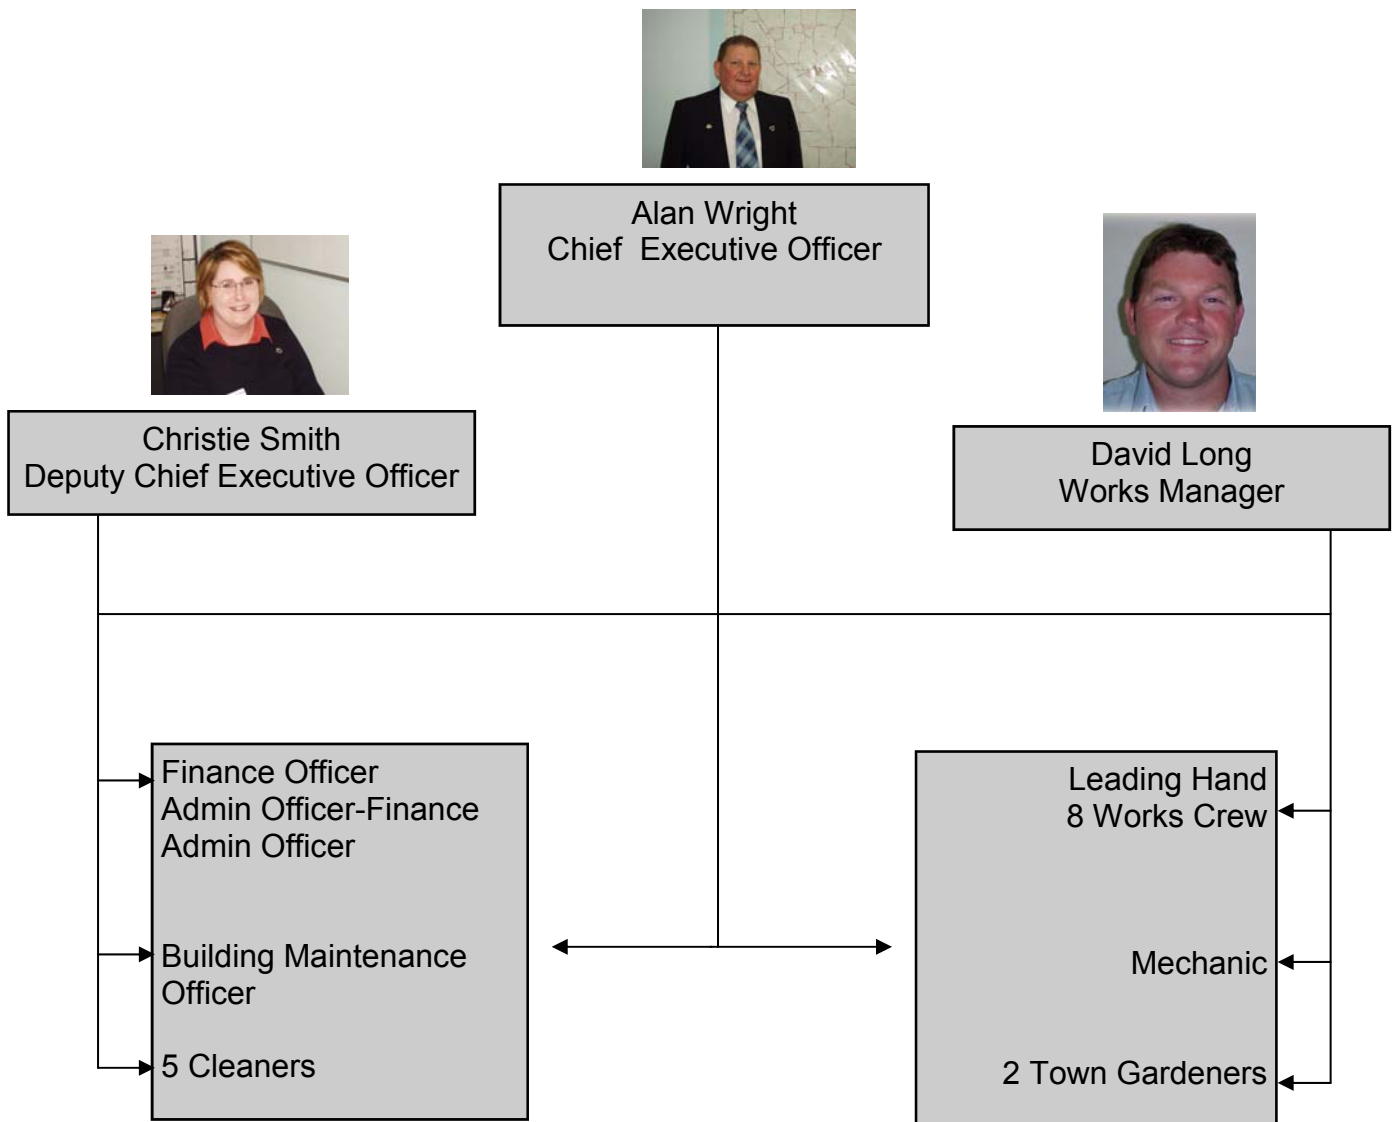 Alan Wright
Chief  Executive Officer
Christie Smith
Deputy Chief Executive Officer
David Long
Works Manager
Finance Officer
Admin Officer-Finance
Admin Officer
Building Maintenance
Officer
5 Cleaners
Leading Hand
8 Works Crew
Mechanic
2 Town Gardeners